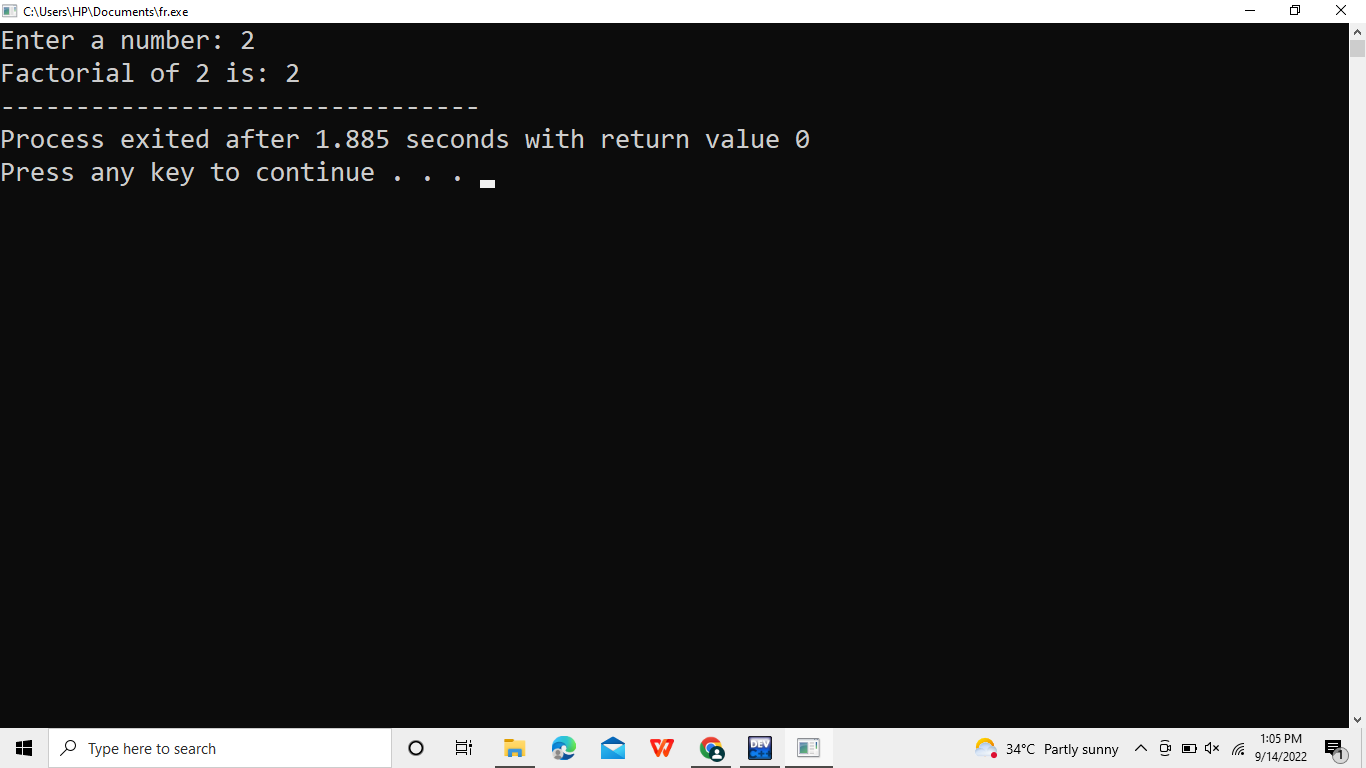 C:\Users\HP\Documents\fr.exe
Enter a number: 2
Factorial of 2 is: 2
--------------------------------
Process exited after 1.885 seconds with return value 0
Press any key to continue . . .
Type here to search
DEV
34°C Partly sunny
1:05 PM
9/14/2022
1